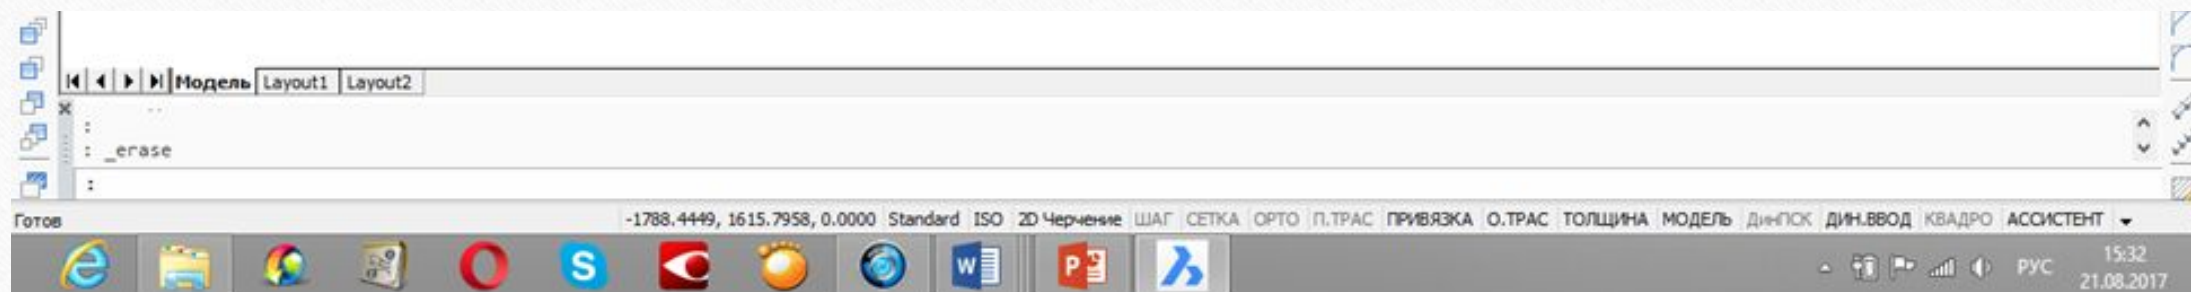 Модель Layout1 Layout2
:
: _erase
:
Готов -1788.4449, 1615.7958, 0.0000 Standard ISO 2D Черчение ШАГ СЕТКА ОРТО П.ТРАС ПРИВЯЗКА О.ТРАС ТОЛЩИНА МОДЕЛЬ ДинПСК ДИН.ВВОД КВАДРО АССИСТЕНТ
РУС 15:32
21.08.2017